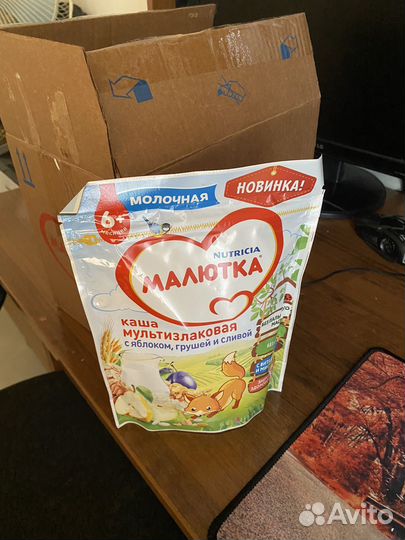 МОЛОЧНАЯ
НОВИНКА!
6+
NUTRICIA
МАЛЮТКА
каша
мультизлаковая
с яблоком, грушей и сливой
Avito